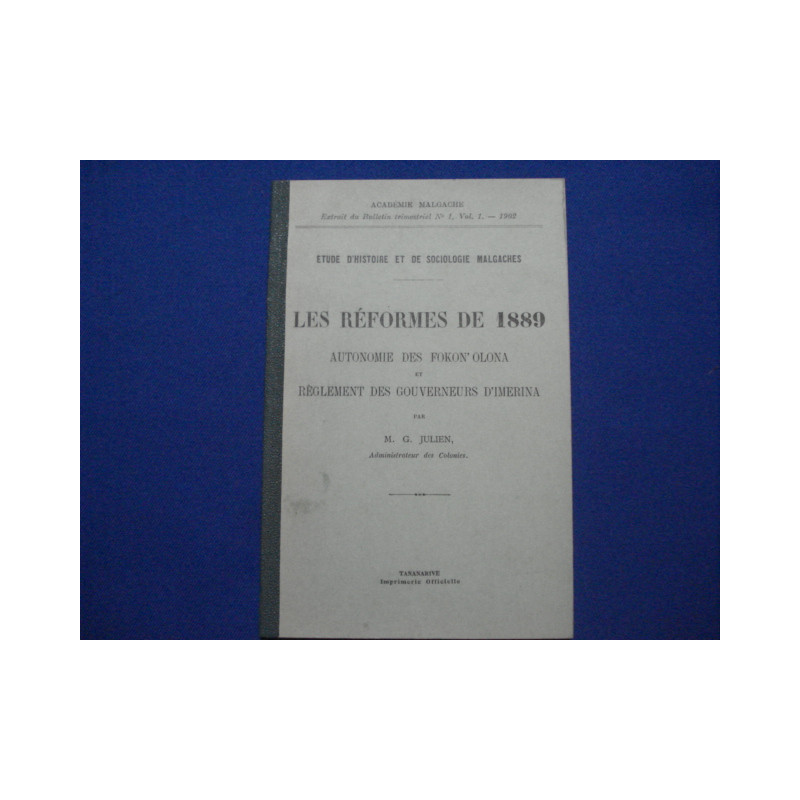 ACADÉMIE MALGACHE
Extrait du Bulletin trimestriel N° 1, Vol. 1. — 1902
ETUDE D'HISTOIRE ET DE SOCIOLOGIE MALGACHES
LES RÉFORMES DE 1889
AUTONOMIE DES FOKON'OLONA
ET
RÈGLEMENT DES GOUVERNEURS D'IMERINA
PAR
M. G. JULIEN,
Administrateur des Colonies.
TANANARIVE
Imprimerie Officielle